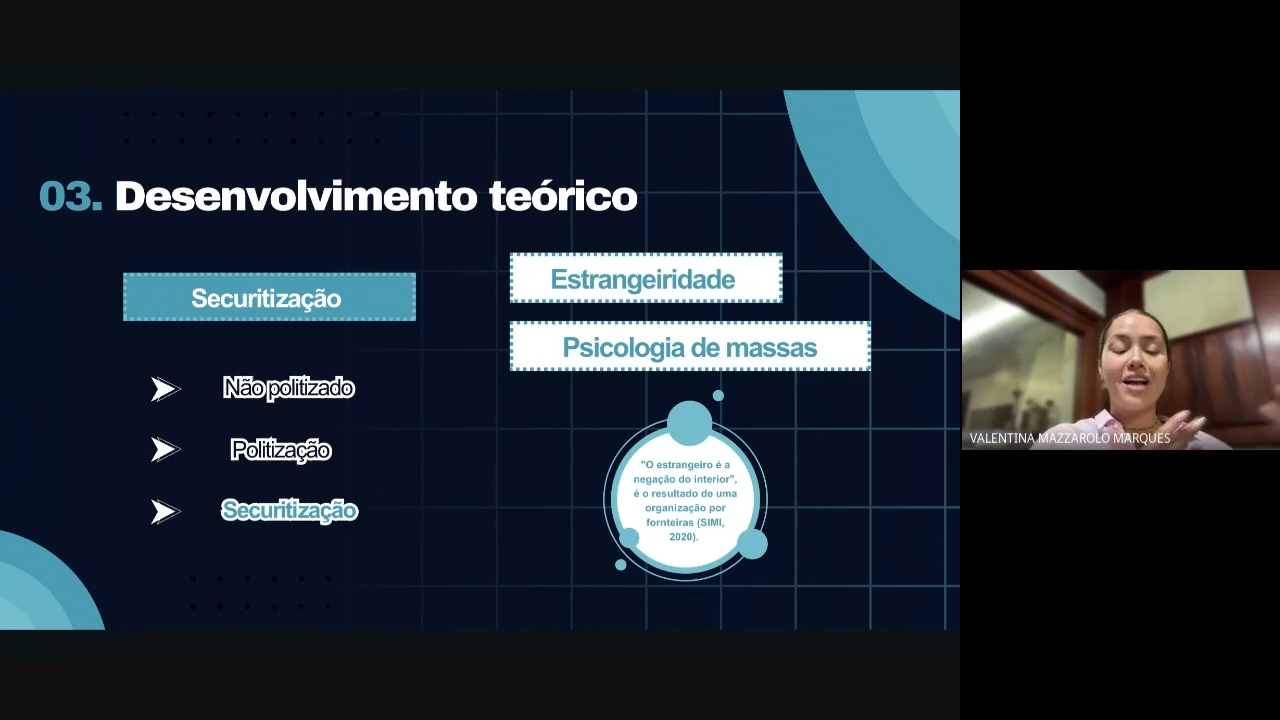 03. Desenvolvimento teórico
Securitização
Não politizado
Politização
Securitização
Estrangeiridade
Psicologia de massas
"O estrangeiro é a
negação do interior",
é o resultado de uma
organização por
fornteiras (SIMI,
2020).
VALENTINA MAZZAROLO MARQUES